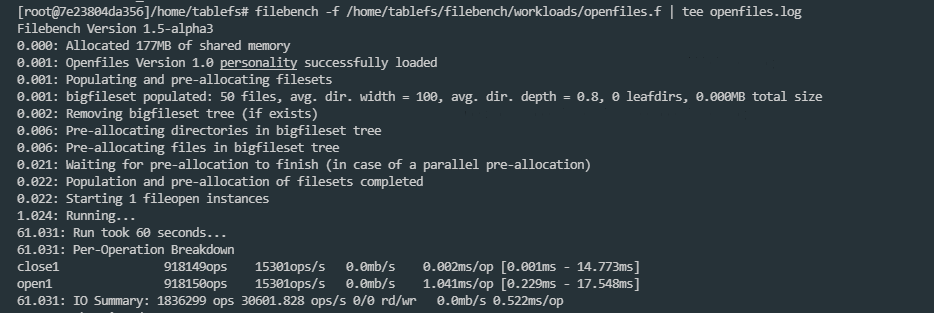 [root@7e23804da356]/home/tablefs# filebench -f /home/tablefs/filebench/workloads/openfiles.f | tee openfiles.log
Filebench Version 1.5-alpha3
0.000: Allocated 177MB of shared memory
0.001: Openfiles Version 1.0 personality successfully loaded
0.001: Populating and pre-allocating filesets
0.001: bigfileset populated: 50 files, avg. dir. width = 100, avg. dir. depth = 0.8, 0 leafdirs, 0.000MB total size
0.002: Removing bigfileset tree (if exists)
0.006: Pre-allocating directories in bigfileset tree
0.006: Pre-allocating files in bigfileset tree
0.021: Waiting for pre-allocation to finish (in case of a parallel pre-allocation)
0.022: Population and pre-allocation of filesets completed
0.022: Starting 1 fileopen instances
1.024: Running...
61.031: Run took 60 seconds...
61.031: Per-Operation Breakdown
close1 918149ops 15301ops/s 0.0mb/s 0.002ms/op [0.001ms - 14.773ms]
open1 918150ops 15301ops/s 0.0mb/s 1.041ms/op [0.229ms - 17.548ms]
61.031: IO Summary: 1836299 ops 30601.828 ops/s 0/0 rd/wr 0.0mb/s 0.522ms/op